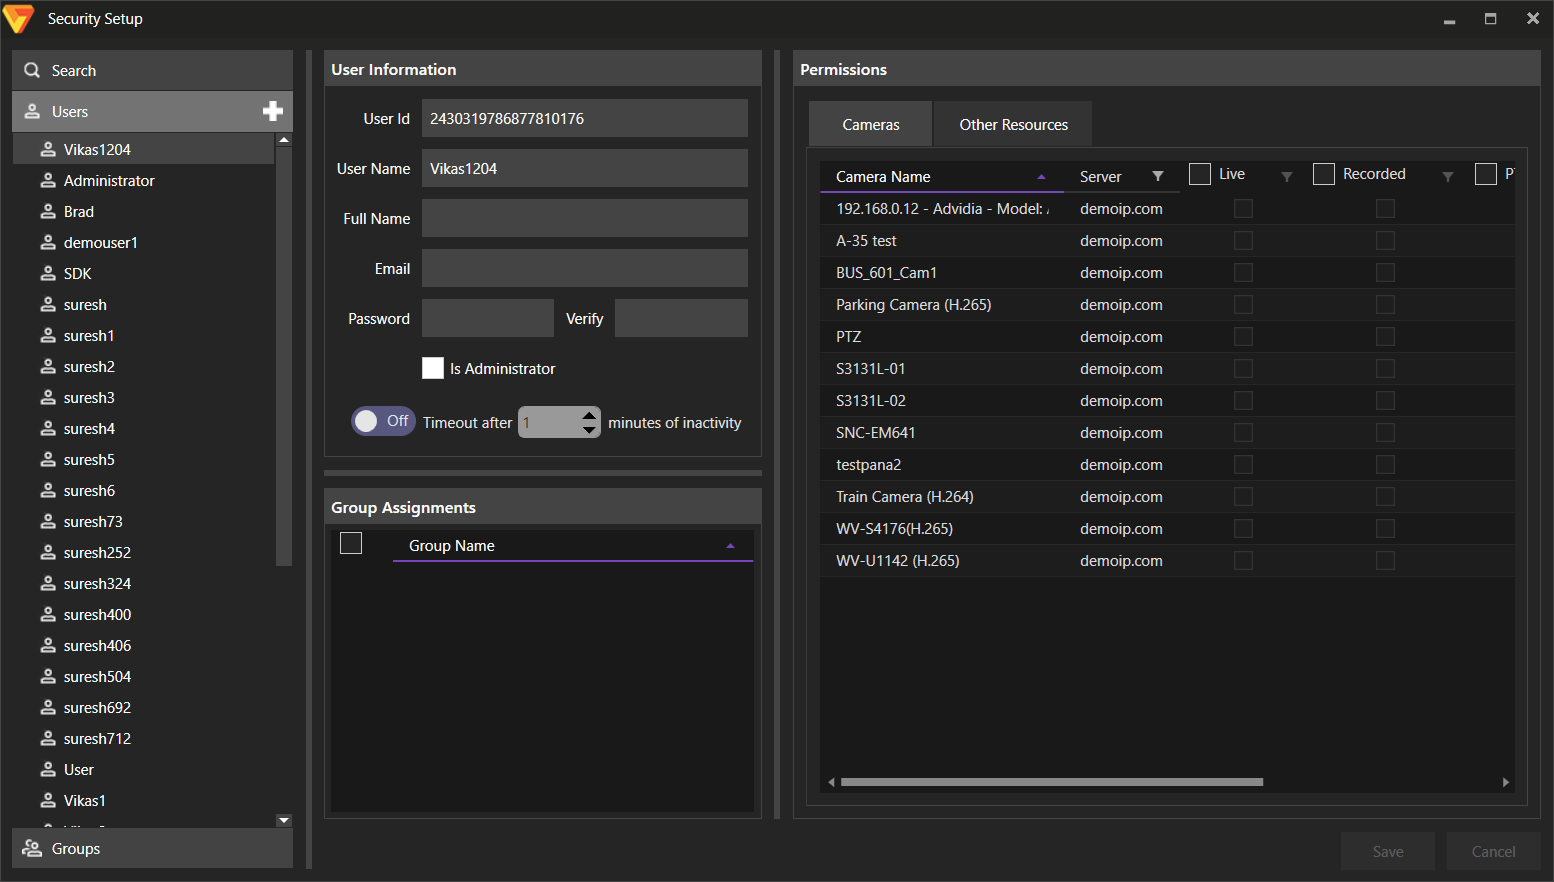 Security Setup
Search
Users
Vikas1204
Administrator
Brad
demouser1
SDK
suresh
suresh1
suresh2
suresh3
suresh4
suresh5
suresh6
suresh73
suresh252
suresh324
suresh400
suresh406
suresh504
suresh692
suresh712
User
Vikas1
Groups
User Information
User Id 2430319786877810176
User Name Vikas1204
Full Name
Email
Password Verify
Is Administrator
Off Timeout after 1 minutes of inactivity
Group Assignments
Group Name
Permissions
Cameras Other Resources
Camera Name Server Live Recorded
192.168.0.12 - Advidia - Model: demoip.com
A-35 test demoip.com
BUS_601_Cam1 demoip.com
Parking Camera (H.265) demoip.com
PTZ demoip.com
S3131L-01 demoip.com
S3131L-02 demoip.com
SNC-EM641 demoip.com
testpana2 demoip.com
Train Camera (H.264) demoip.com
WV-S4176(H.265) demoip.com
WV-U1142 (H.265) demoip.com
Save Cancel